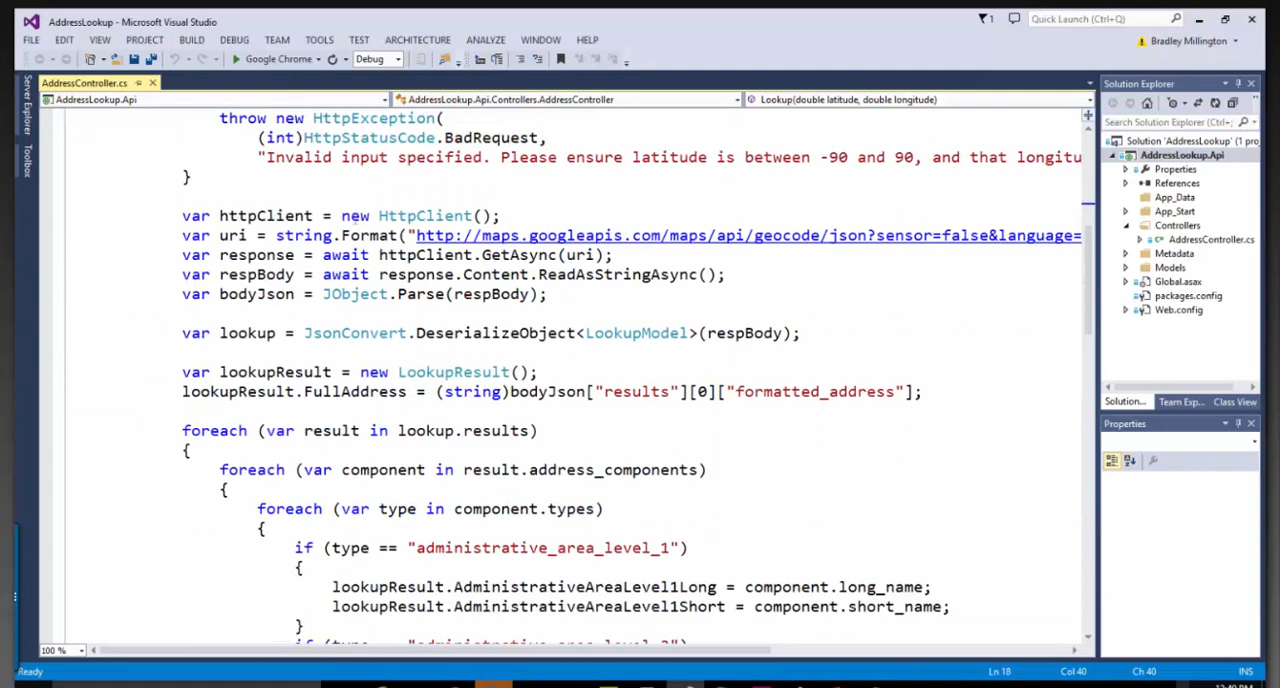 AddressLookup - Microsoft Visual Studio
1
Quick Launch (Ctrl+Q)
FILE EDIT VIEW PROJECT BUILD DEBUG TEAM TOOLS TEST ARCHITECTURE ANALYZE WINDOW HELP
Bradley Millington
Google Chrome
Debug
Server Explorer
Toolbox
AddressController.cs
AddressLookup.Api
AddressLookup.Api.Controllers.AddressController
Lookup(double latitude, double longitude)
throw new HttpException(
(int)HttpStatusCode.BadRequest,
"Invalid input specified. Please ensure latitude is between -90 and 90, and that longitu
}
var httpClient = new HttpClient();
var uri = string.Format("http://maps.googleapis.com/maps/api/geocode/json?sensor=false&language=
var response = await httpClient.GetAsync(uri);
var respBody = await response.Content.ReadAsStringAsync();
var bodyJson = JObject.Parse(respBody);
var lookup = JsonConvert.DeserializeObject<LookupModel>(respBody);
var lookupResult = new LookupResult();
lookupResult.FullAddress = (string)bodyJson["results"][0]["formatted_address"];
foreach (var result in lookup.results)
{
foreach (var component in result.address_components)
{
foreach (var type in component.types)
{
if (type == "administrative_area_level_1")
{
lookupResult.AdministrativeAreaLevel1Long = component.long_name;
lookupResult.AdministrativeAreaLevel1Short = component.short_name;
}
100 %
Solution Explorer
Search Solution Explorer (Ctrl+;
Solution 'AddressLookup' (1 proj
AddressLookup.Api
Properties
References
App_Data
App_Start
Controllers
AddressController.cs
Metadata
Models
Global.asax
packages.config
Web.config
Solution... Team Exp... Class View
Properties
Ready
Ln 18
Col 40
Ch 40
INS